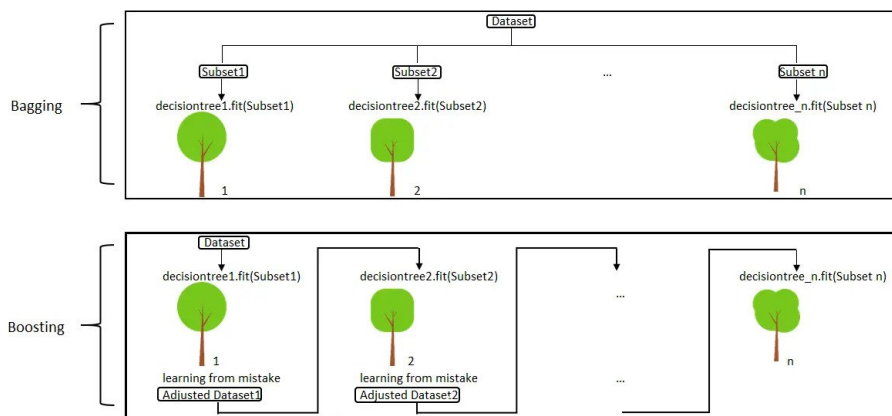 Dataset
Subset1 Subset2 ... Subset n
Bagging
decisiontree1.fit(Subset1) decisiontree2.fit(Subset2) decisiontree_n.fit(Subset n)
1 2 n
Dataset
decisiontree1.fit(Subset1) decisiontree2.fit(Subset2) decisiontree_n.fit(Subset n)
...
Boosting
1 2 n
learning from mistake learning from mistake ...
Adjusted Dataset1 Adjusted Dataset2